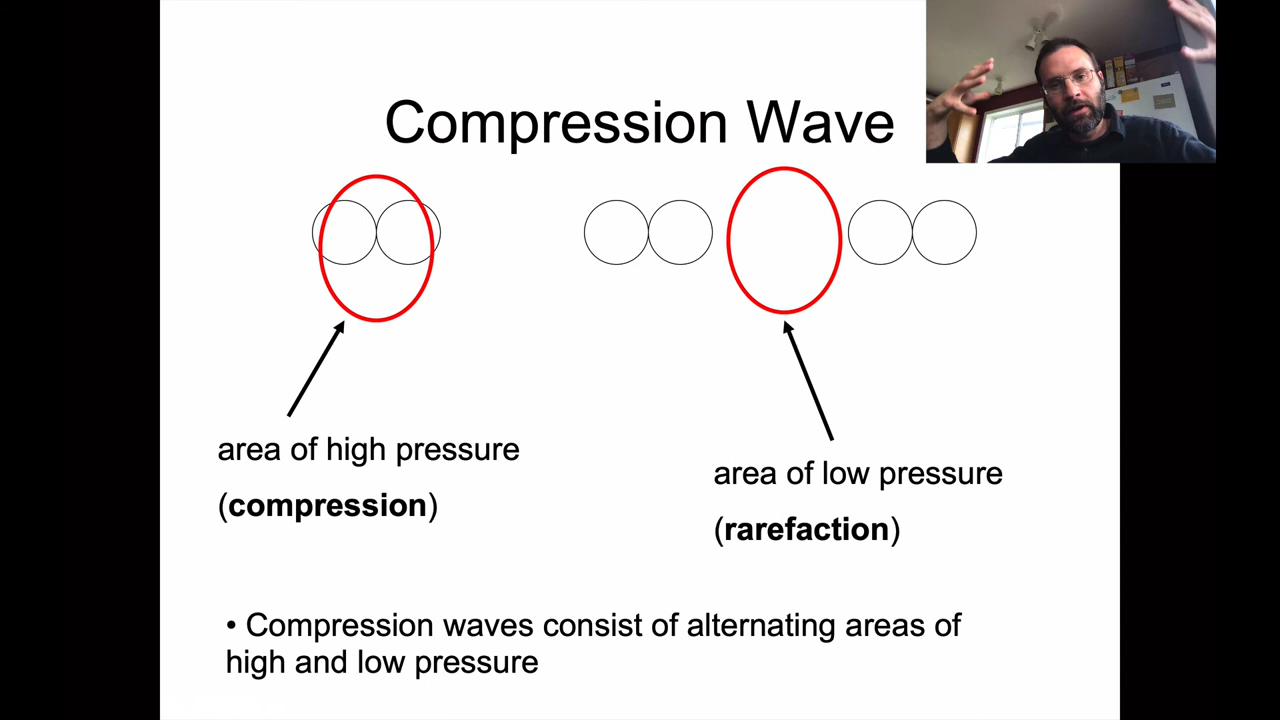 Compression Wave
area of high pressure
(compression)
area of low pressure
(rarefaction)
• Compression waves consist of alternating areas of
high and low pressure